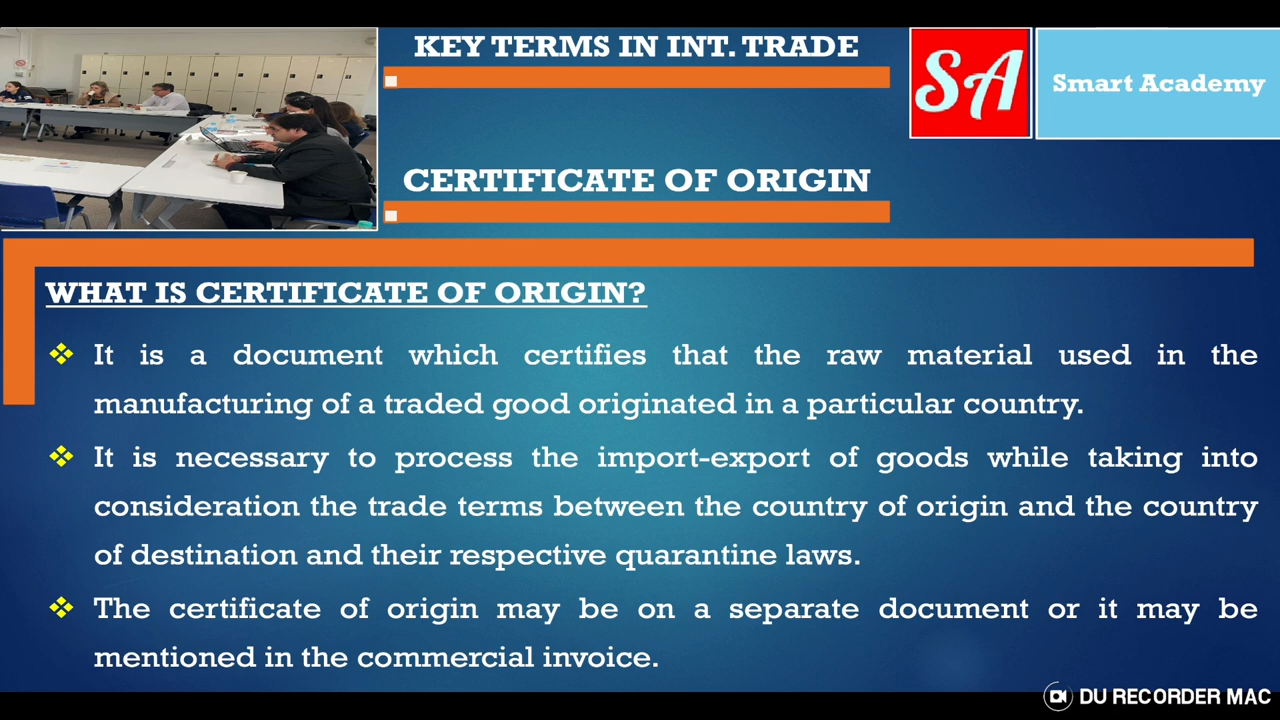 KEY TERMS IN INT. TRADE
SA
Smart Academy
CERTIFICATE OF ORIGIN
WHAT IS CERTIFICATE OF ORIGIN?
It is a document which certifies that the raw material used in the
manufacturing of a traded good originated in a particular country.
It is necessary to process the import-export of goods while taking into
consideration the trade terms between the country of origin and the country
of destination and their respective quarantine laws.
The certificate of origin may be on a separate document or it may be
mentioned in the commercial invoice.
DU RECORDER MAC